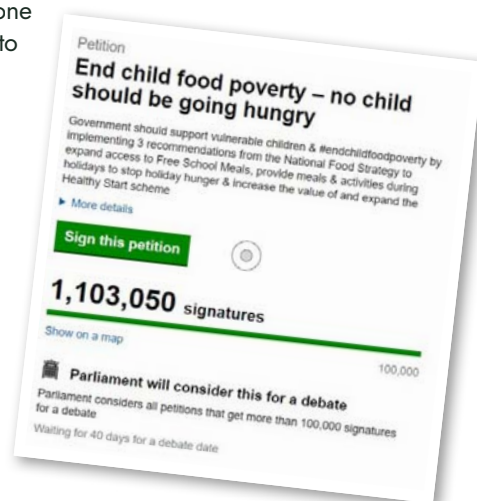 one
to
Petition
End child food poverty – no child
should be going hungry
Government should support vulnerable children & #endchildfoodpoverty by
implementing 3 recommendations from the National Food Strategy to
expand access to Free School Meals, provide meals & activities during
holidays to stop holiday hunger & increase the value of and expand the
Healthy Start scheme
► More details
Sign this petition
1,103,050 signatures
Show on a map
100,000
Parliament will consider this for a debate
Parliament considers all petitions that get more than 100,000 signatures
for a debate
Waiting for 40 days for a debate date